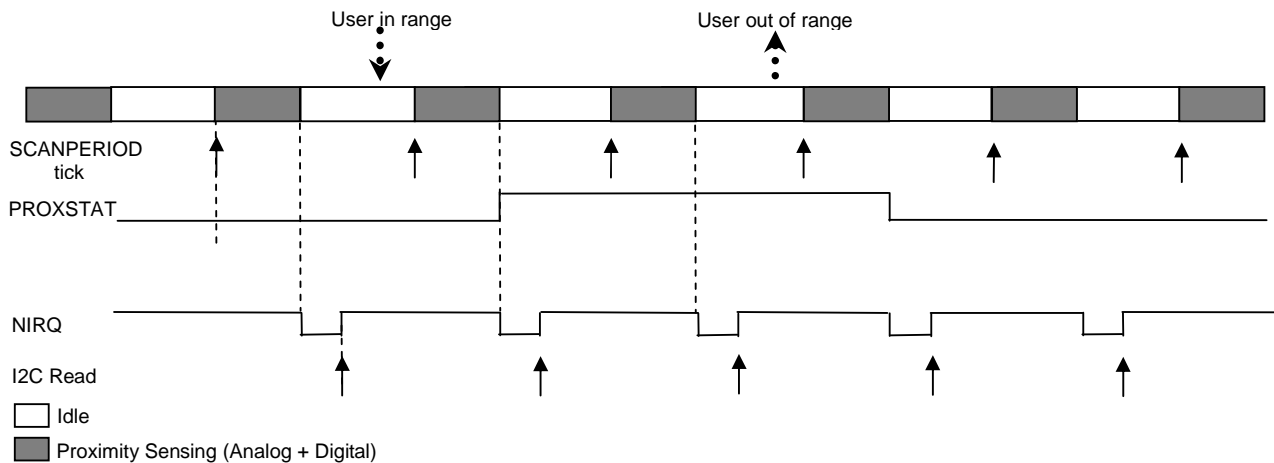 User in range
User out of range
SCANPERIOD
tick
PROXSTAT
NIRQ
I2C Read
Idle
Proximity Sensing (Analog + Digital)